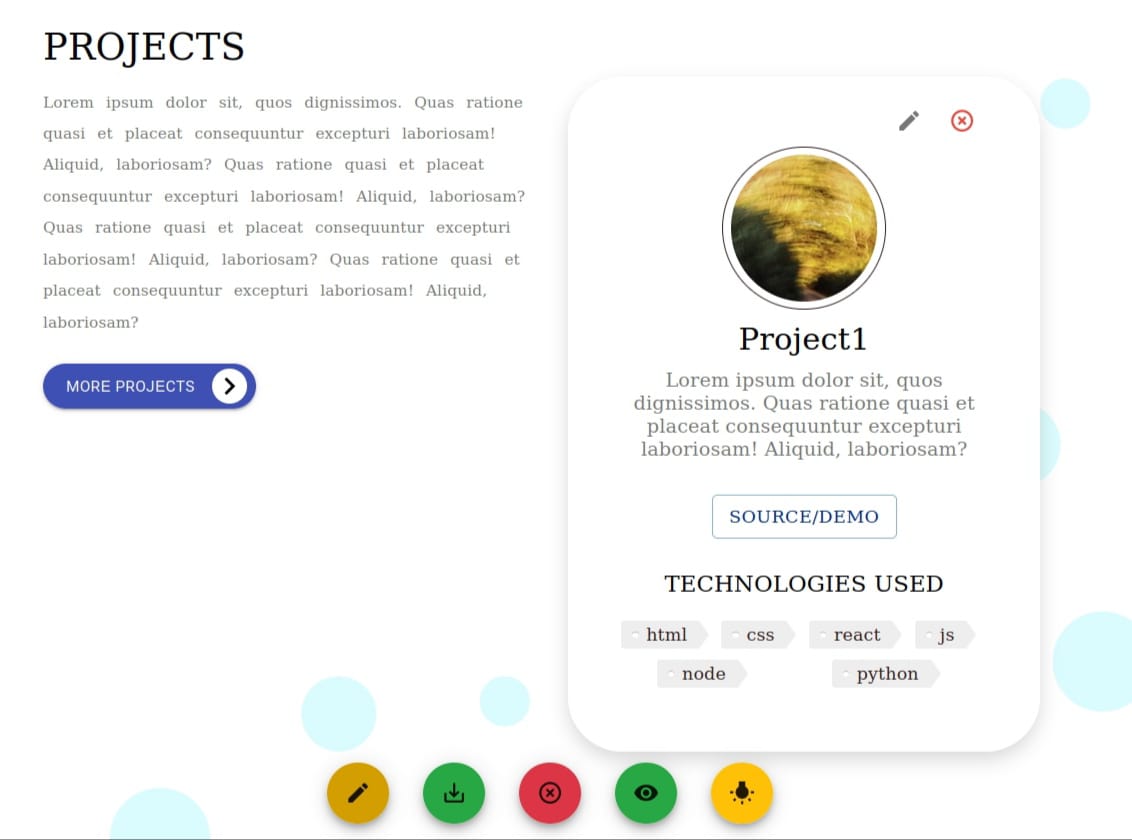 PROJECTS
Lorem ipsum dolor sit, quos dignissimos. Quas ratione
quasi et placeat consequuntur excepturi laboriosam!
Aliquid, laboriosam? Quas ratione quasi et placeat
consequuntur excepturi laboriosam! Aliquid, laboriosam?
Quas ratione quasi et placeat consequuntur excepturi
laboriosam! Aliquid, laboriosam? Quas ratione quasi et
placeat consequuntur excepturi laboriosam! Aliquid,
laboriosam?
MORE PROJECTS
Project1
Lorem ipsum dolor sit, quos
dignissimos. Quas ratione quasi et
placeat consequuntur excepturi
laboriosam! Aliquid, laboriosam?
SOURCE/DEMO
TECHNOLOGIES USED
html css react js
node python